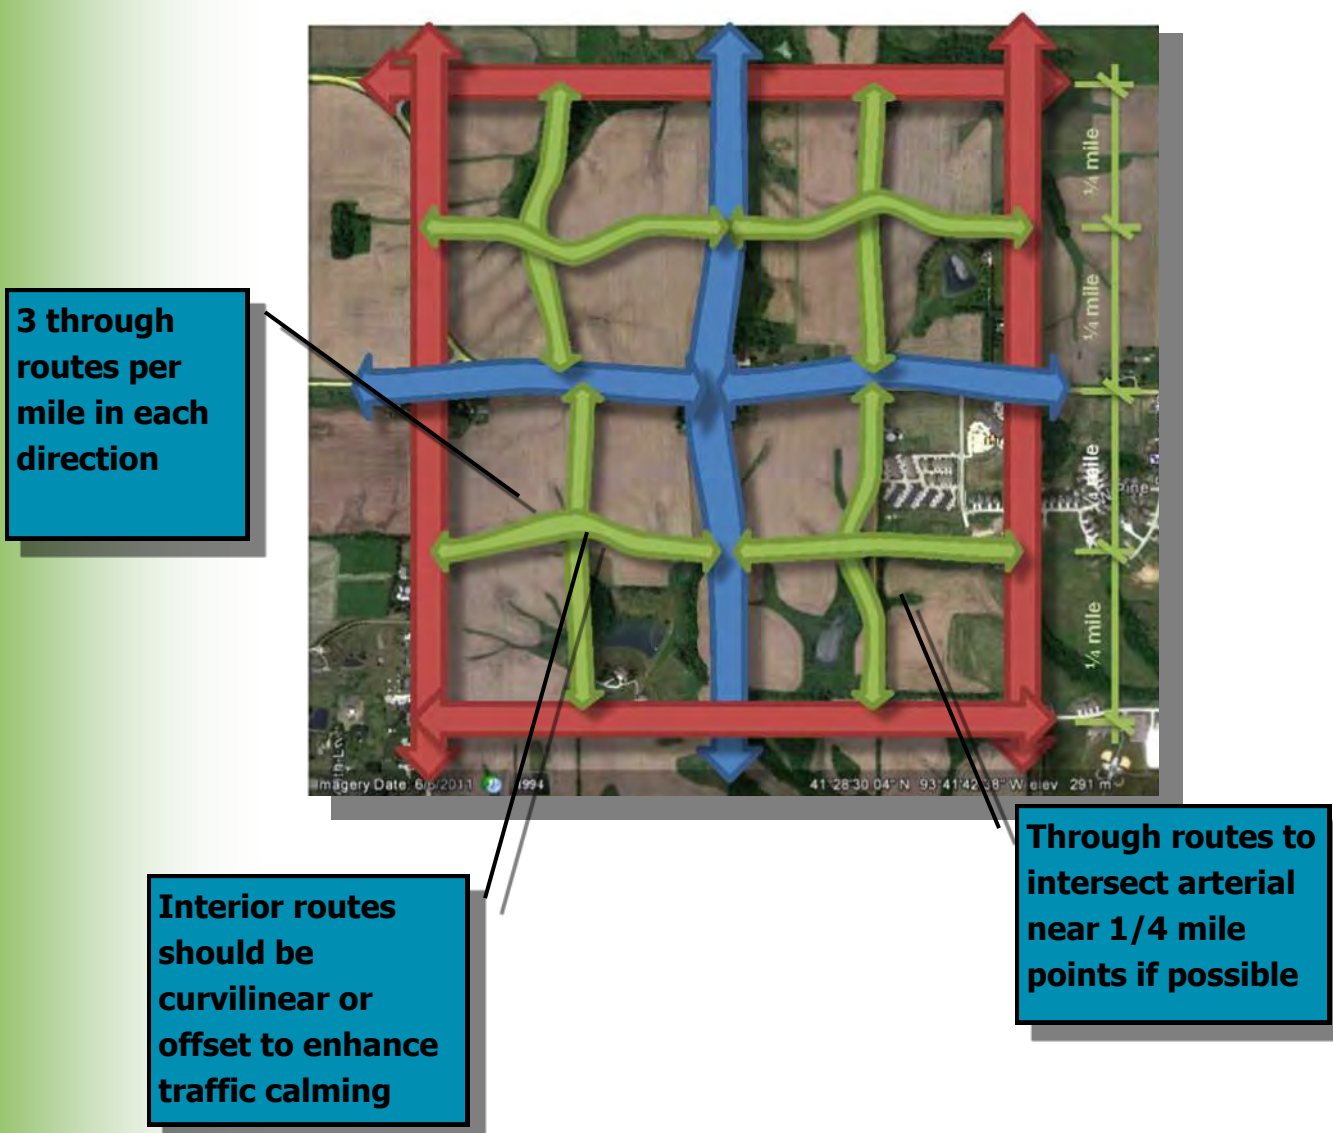 ¼ mile
3 through
routes per
mile in each
direction
¼ mile
¼ mile
Pine
¼ mile
Imagery Date: 6/6/2011
1994
41°28'30.04" N 93°41'42.38" W elev 291 m
Through routes to
intersect arterial
near 1/4 mile
points if possible
Interior routes
should be
curvilinear or
offset to enhance
traffic calming